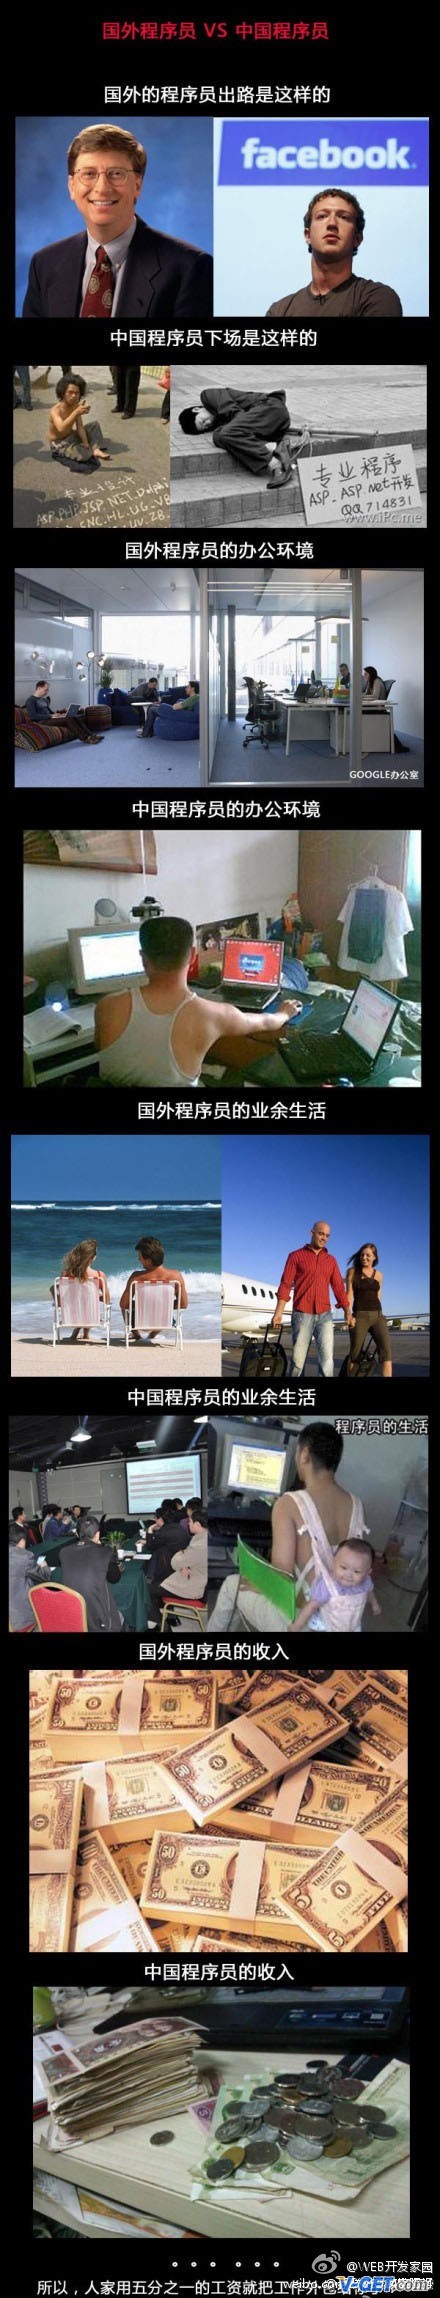 国外程序员 VS 中国程序员
国外的程序员出路是这样的
facebook
中国程序员下场是这样的
专业程序
ASP、ASP.net开发
QQ714831
www.iPc.me
国外程序员的办公环境
GOOGLE办公室
中国程序员的办公环境
国外程序员的业余生活
中国程序员的业余生活
程序员的生活
国外程序员的收入
中国程序员的收入
。。。 。。。
@WEB开发家园
V-GET.com
所以，人家用五分之一的工资就把工作外包